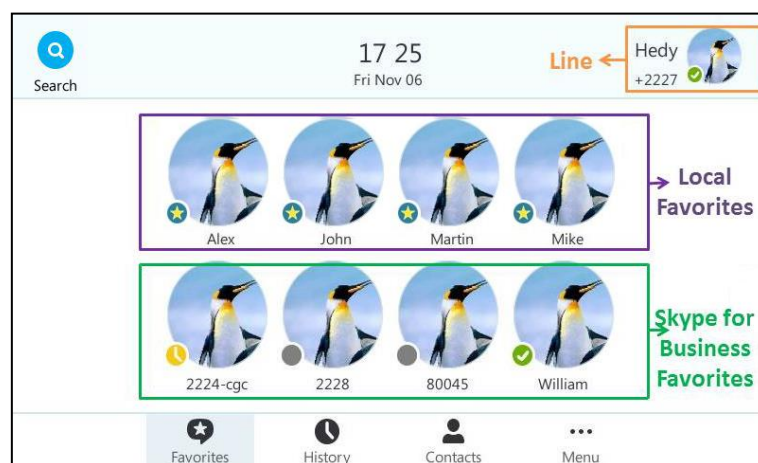 Search
17 25
Fri Nov 06
Line
Hedy
+2227
Alex
John
Martin
Mike
Local
Favorites
2224-cgc
2228
80045
William
Skype for
Business
Favorites
Favorites
History
Contacts
Menu